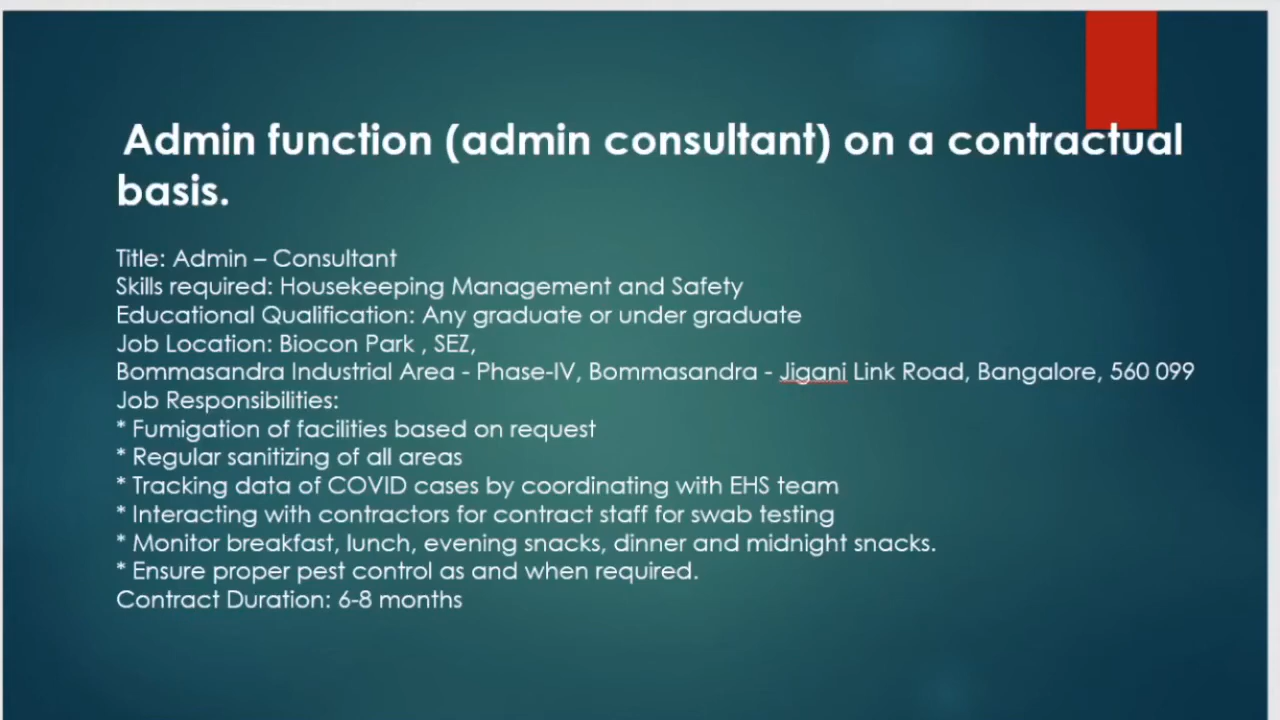 Admin function (admin consultant) on a contractual
basis.
Title: Admin – Consultant
Skills required: Housekeeping Management and Safety
Educational Qualification: Any graduate or under graduate
Job Location: Biocon Park , SEZ,
Bommasandra Industrial Area - Phase-IV, Bommasandra - Jigani Link Road, Bangalore, 560 099
Job Responsibilities:
* Fumigation of facilities based on request
* Regular sanitizing of all areas
* Tracking data of COVID cases by coordinating with EHS team
* Interacting with contractors for contract staff for swab testing
* Monitor breakfast, lunch, evening snacks, dinner and midnight snacks.
* Ensure proper pest control as and when required.
Contract Duration: 6-8 months